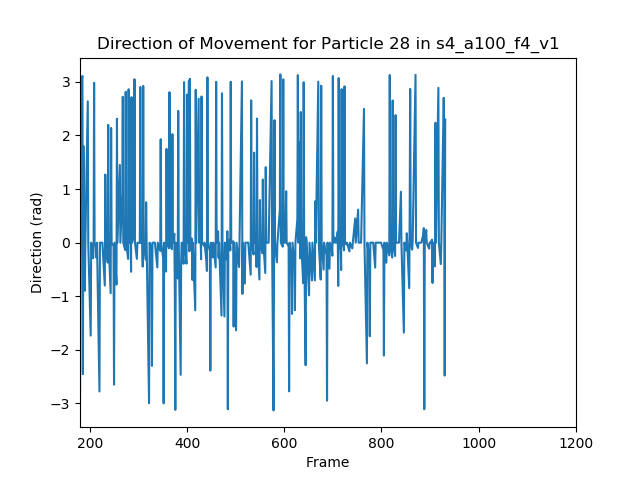 Direction of Movement for Particle 28 in s4_a100_f4_v1
3
2
1
0
−1
−2
−3
Direction (rad)
200 400 600 800 1000 1200
Frame